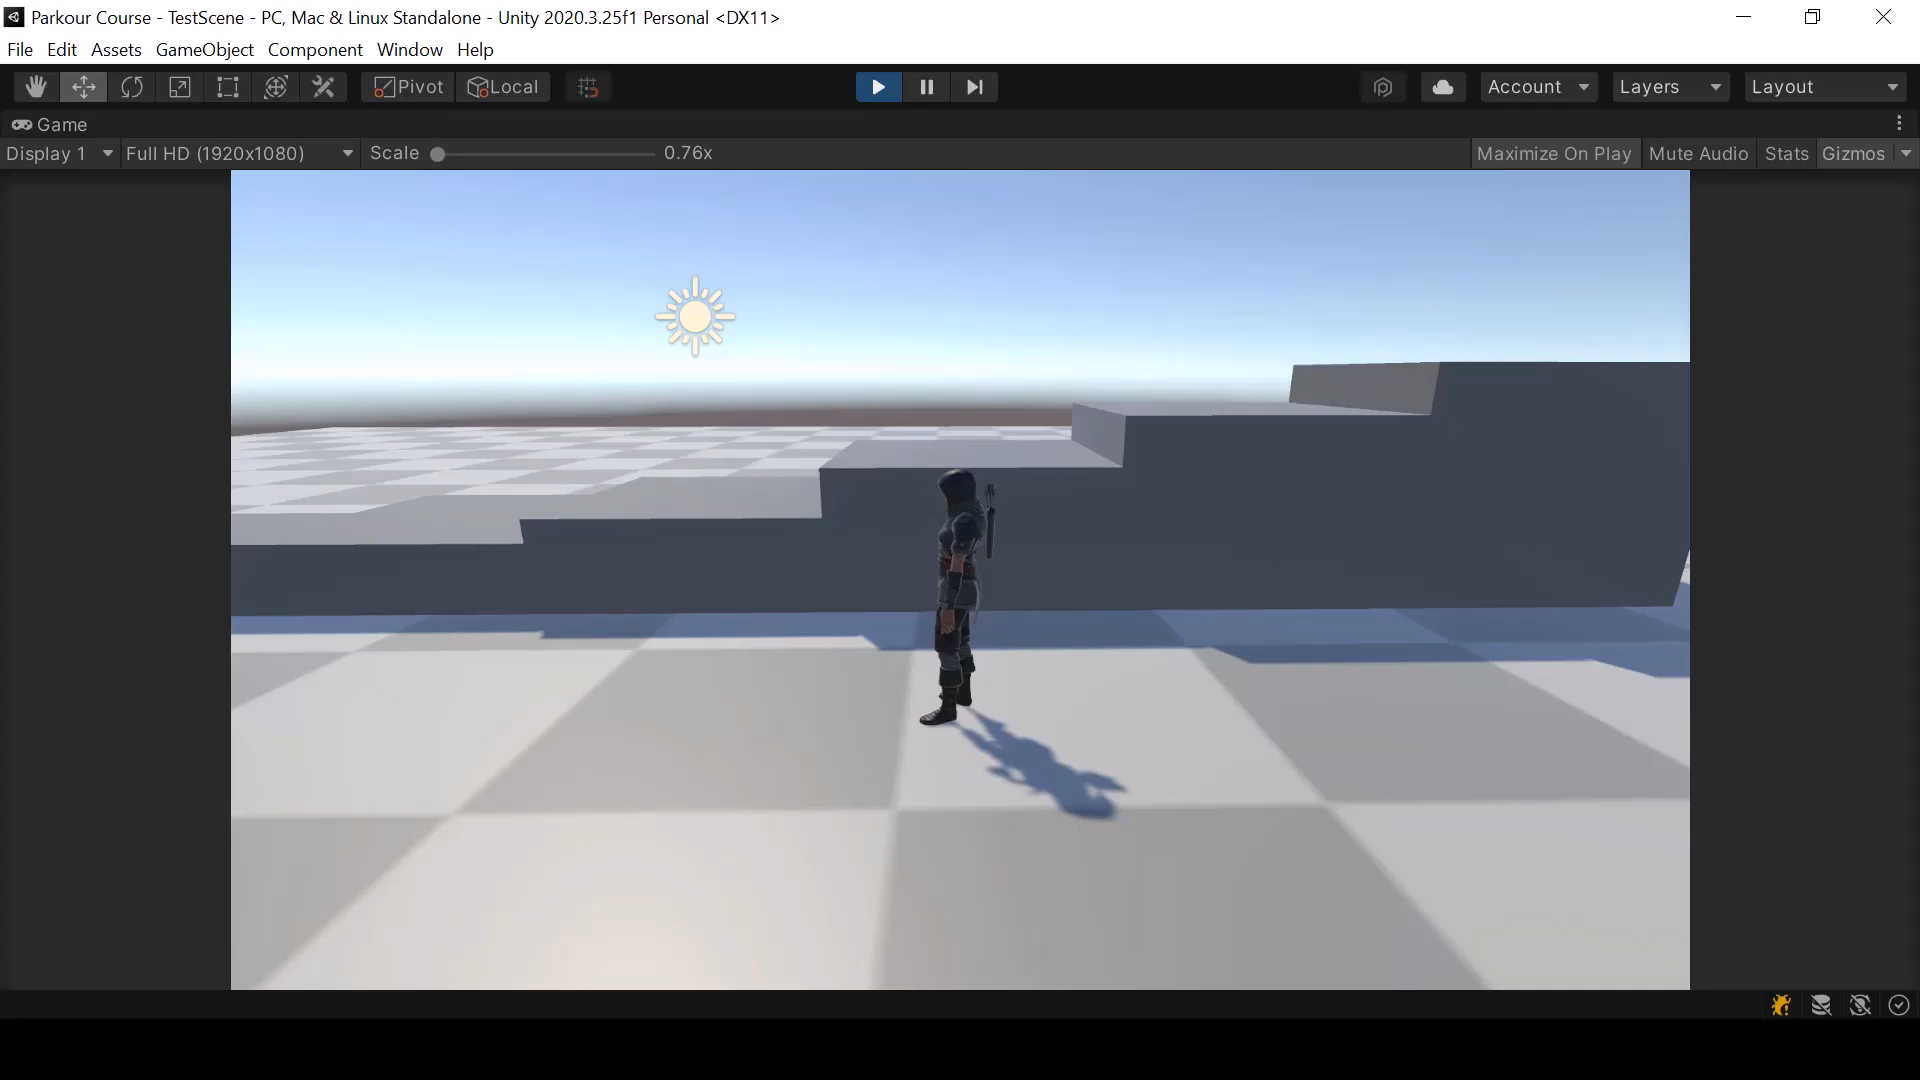 Parkour Course - TestScene - PC, Mac & Linux Standalone - Unity 2020.3.25f1 Personal <DX11>
File Edit Assets GameObject Component Window Help
Pivot Local Account Layers Layout
Game
Display 1 Full HD (1920x1080) Scale 0.76x Maximize On Play Mute Audio Stats Gizmos